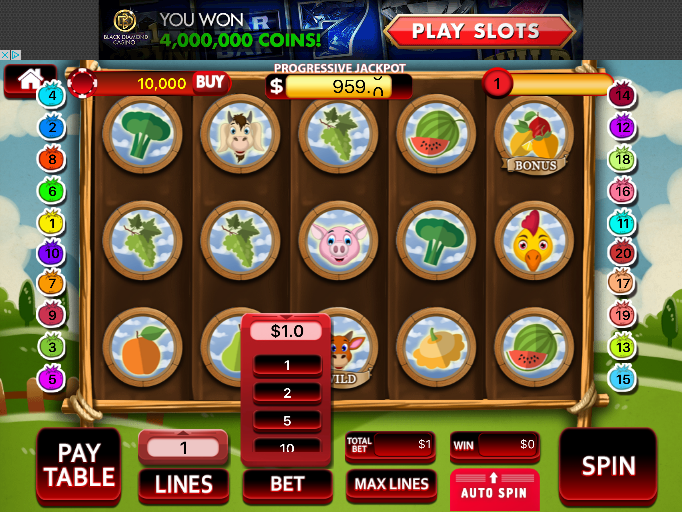 BLACK DIAMOND
CASINO
YOU WON
4,000,000 COINS!
PLAY SLOTS
PROGRESSIVE JACKPOT
10,000 BUY
$ 959.
1
4
2
8
6
1
10
7
9
3
5
BONUS
14
12
18
16
11
20
17
19
13
15
$1.0
1
2
5
10
PAY
TABLE
1
LINES
BET
TOTAL
BET $1
WIN $0
MAX LINES
AUTO SPIN
SPIN